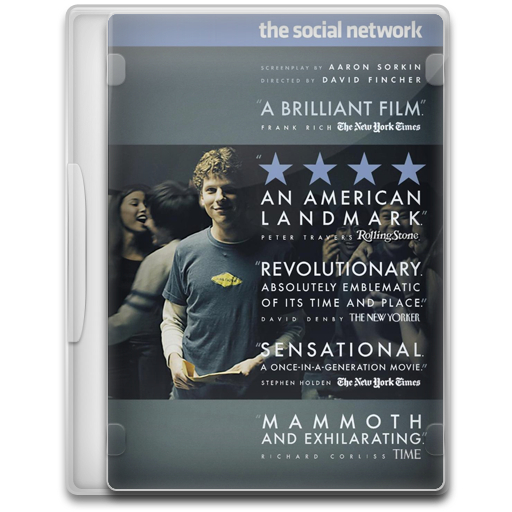 the social network
SCREENPLAY BY AARON SORKIN
DIRECTED BY DAVID FINCHER
"A BRILLIANT FILM."
FRANK RICH The New York Times
"★★★★
AN AMERICAN
LANDMARK."
PETER TRAVERS RollingStone
"REVOLUTIONARY.
ABSOLUTELY EMBLEMATIC
OF ITS TIME AND PLACE."
DAVID DENBY THE NEW YORKER
"SENSATIONAL.
A ONCE-IN-A-GENERATION MOVIE."
STEPHEN HOLDEN The New York Times
"MAMMOTH
AND EXHILARATING."
RICHARD CORLISS TIME